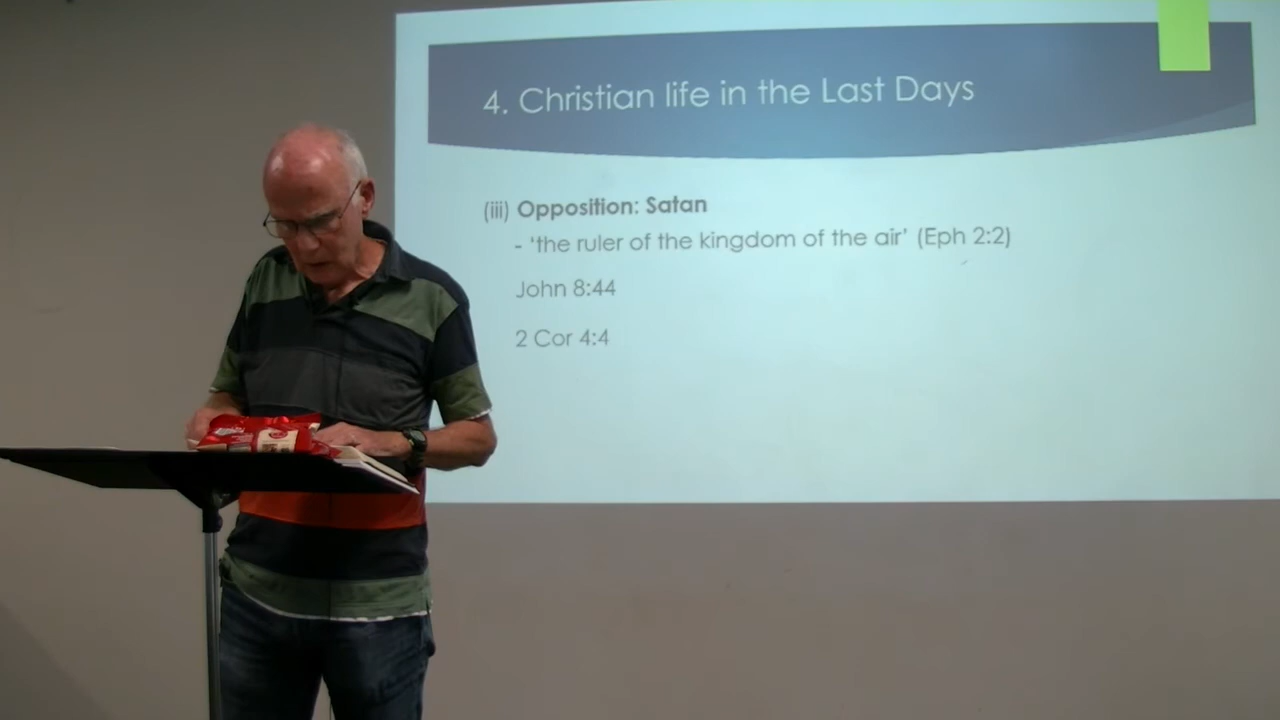 4. Christian life in the Last Days
(iii) Opposition: Satan
- ‘the ruler of the kingdom of the air’ (Eph 2:2)
John 8:44
2 Cor 4:4